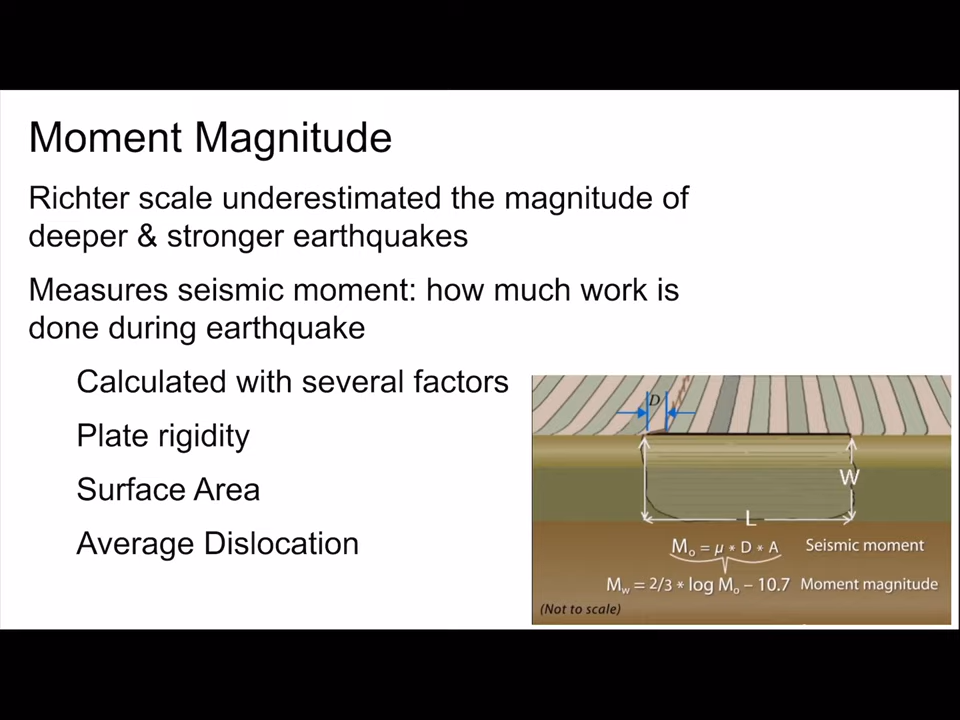 Moment Magnitude
Richter scale underestimated the magnitude of
deeper & stronger earthquakes
Measures seismic moment: how much work is
done during earthquake
Calculated with several factors
Plate rigidity
Surface Area
Average Dislocation
D
W
L
Mₒ = μ * D * A Seismic moment
M_w = 2/3 * log Mₒ – 10.7 Moment magnitude
(Not to scale)